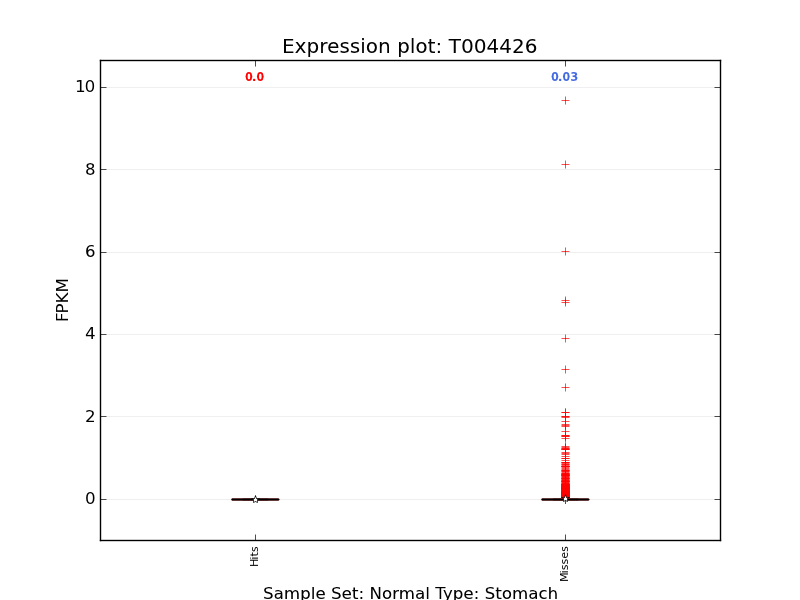 Expression plot: T004426
0.0
0.03
10
8
6
4
2
0
FPKM
Hits
Misses
Sample Set: Normal Type: Stomach